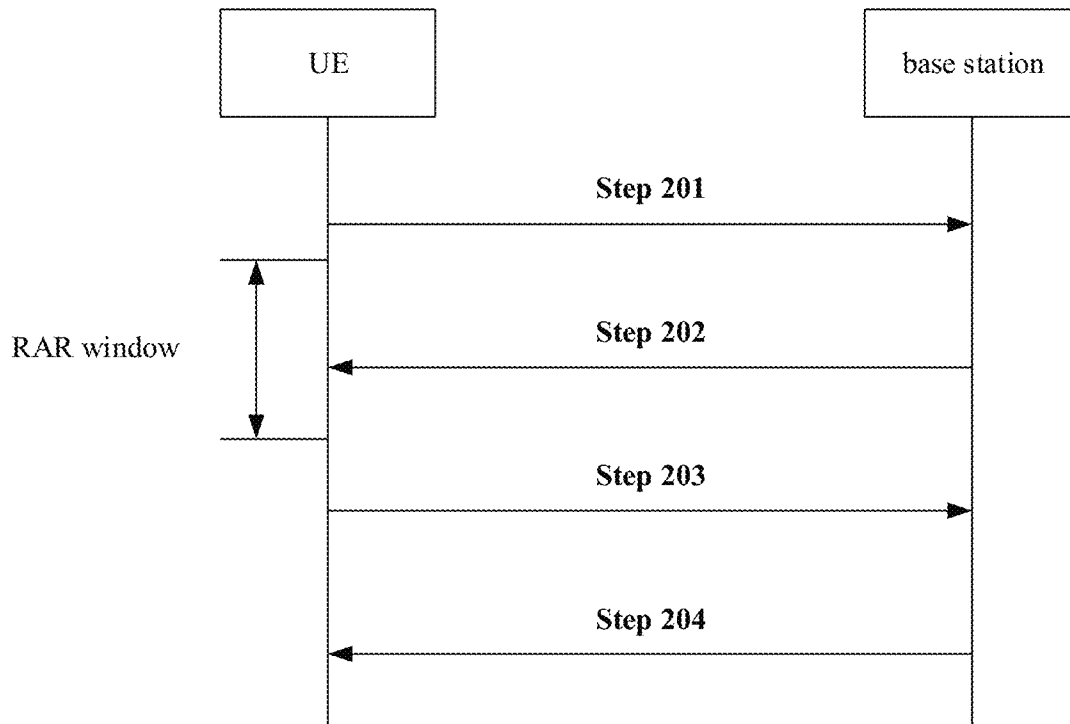 UE
base station
Step 201
RAR window
Step 202
Step 203
Step 204